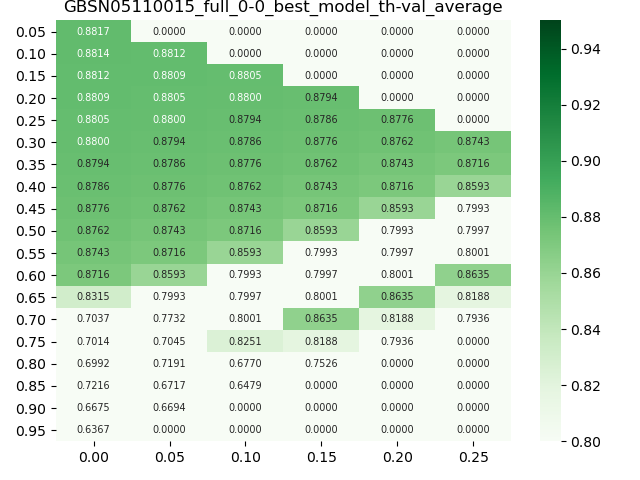 GBSN05110015_full_0-0_best_model_th-val_average
0.05 0.8817 0.0000 0.0000 0.0000 0.0000 0.0000
0.10 0.8814 0.8812 0.0000 0.0000 0.0000 0.0000
0.15 0.8812 0.8809 0.8805 0.0000 0.0000 0.0000
0.20 0.8809 0.8805 0.8800 0.8794 0.0000 0.0000
0.25 0.8805 0.8800 0.8794 0.8786 0.8776 0.0000
0.30 0.8800 0.8794 0.8786 0.8776 0.8762 0.8743
0.35 0.8794 0.8786 0.8776 0.8762 0.8743 0.8716
0.40 0.8786 0.8776 0.8762 0.8743 0.8716 0.8593
0.45 0.8776 0.8762 0.8743 0.8716 0.8593 0.7993
0.50 0.8762 0.8743 0.8716 0.8593 0.7993 0.7997
0.55 0.8743 0.8716 0.8593 0.7993 0.7997 0.8001
0.60 0.8716 0.8593 0.7993 0.7997 0.8001 0.8635
0.65 0.8315 0.7993 0.7997 0.8001 0.8635 0.8188
0.70 0.7037 0.7732 0.8001 0.8635 0.8188 0.7936
0.75 0.7014 0.7045 0.8251 0.8188 0.7936 0.0000
0.80 0.6992 0.7191 0.6770 0.7526 0.0000 0.0000
0.85 0.7216 0.6717 0.6479 0.0000 0.0000 0.0000
0.90 0.6675 0.6694 0.0000 0.0000 0.0000 0.0000
0.95 0.6367 0.0000 0.0000 0.0000 0.0000 0.0000
0.00 0.05 0.10 0.15 0.20 0.25
0.94
0.92
0.90
0.88
0.86
0.84
0.82
0.80